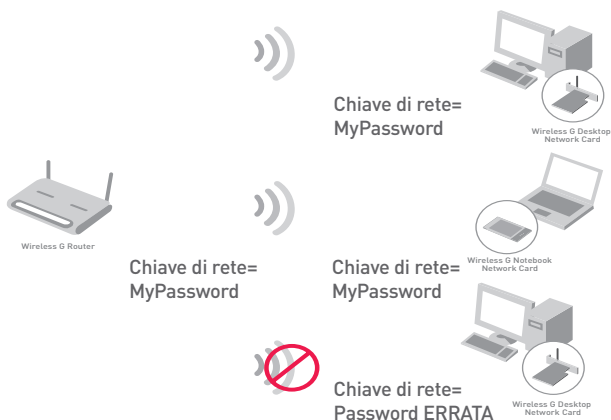 Chiave di rete=
MyPassword
Wireless G Desktop
Network Card
Wireless G Router
Chiave di rete=
MyPassword
Chiave di rete=
MyPassword
Wireless G Notebook
Network Card
Chiave di rete=
Password ERRATA
Wireless G Desktop
Network Card